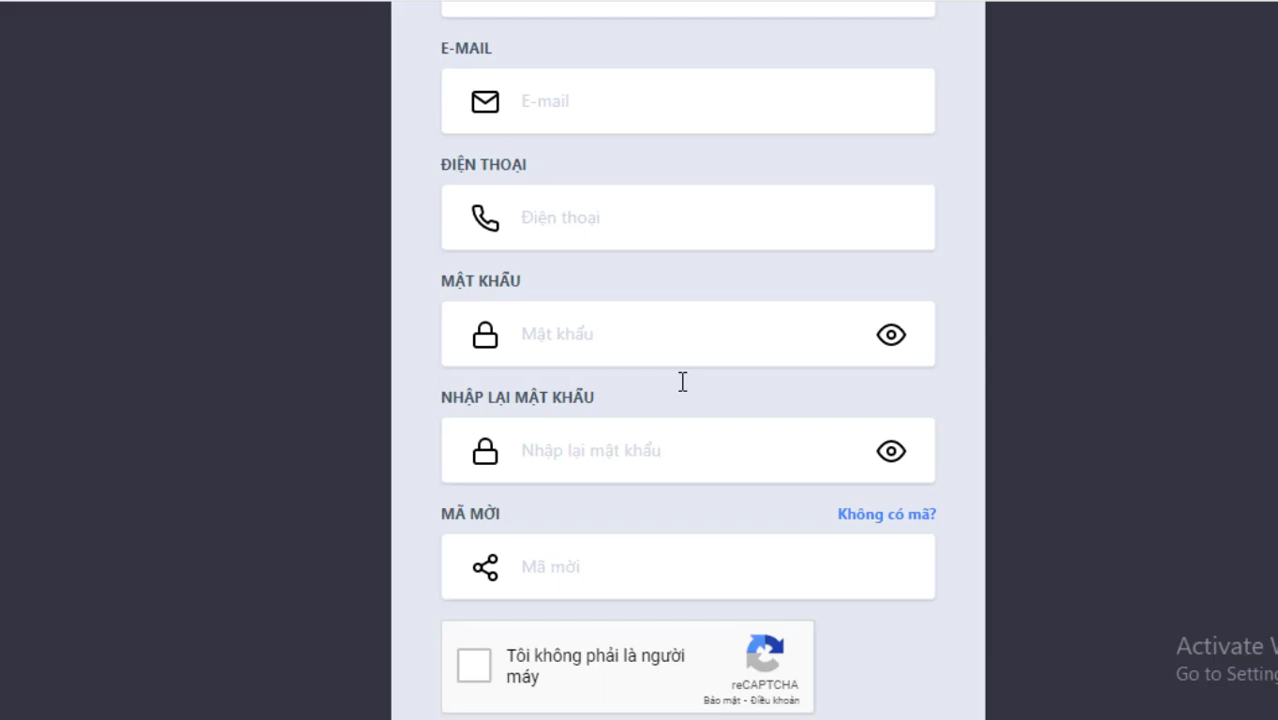 E-MAIL
E-mail
ĐIỆN THOẠI
Điện thoại
MẬT KHẨU
Mật khẩu
NHẬP LẠI MẬT KHẨU
Nhập lại mật khẩu
MÃ MỜI
Không có mã?
Mã mời
Tôi không phải là người
máy
reCAPTCHA
Bảo mật - Điều khoản
Activate
Go to